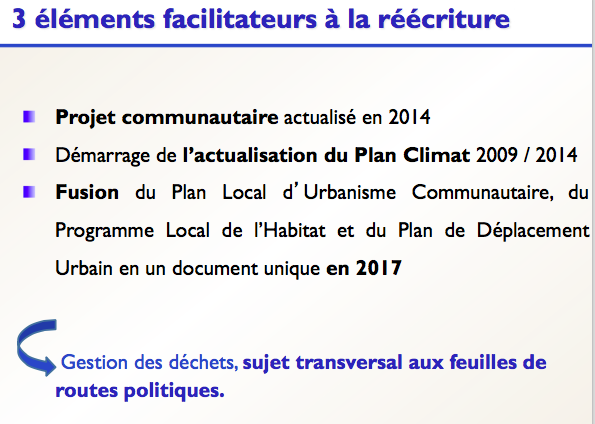 3 éléments facilitateurs à la réécriture
Projet communautaire actualisé en 2014
Démarrage de l’actualisation du Plan Climat 2009 / 2014
Fusion du Plan Local d’Urbanisme Communautaire, du
Programme Local de l’Habitat et du Plan de Déplacement
Urbain en un document unique en 2017
Gestion des déchets, sujet transversal aux feuilles de
routes politiques.